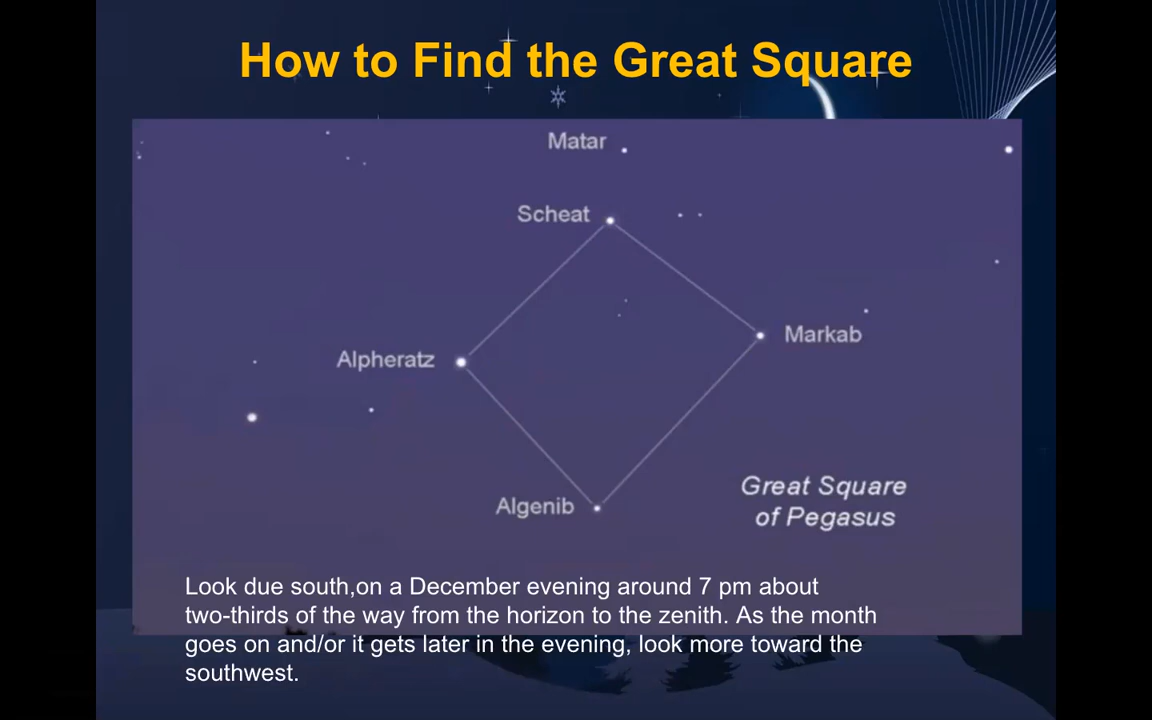 How to Find the Great Square
Matar
Scheat
Markab
Alpheratz
Algenib
Great Square
of Pegasus
Look due south,on a December evening around 7 pm about
two-thirds of the way from the horizon to the zenith. As the month
goes on and/or it gets later in the evening, look more toward the
southwest.